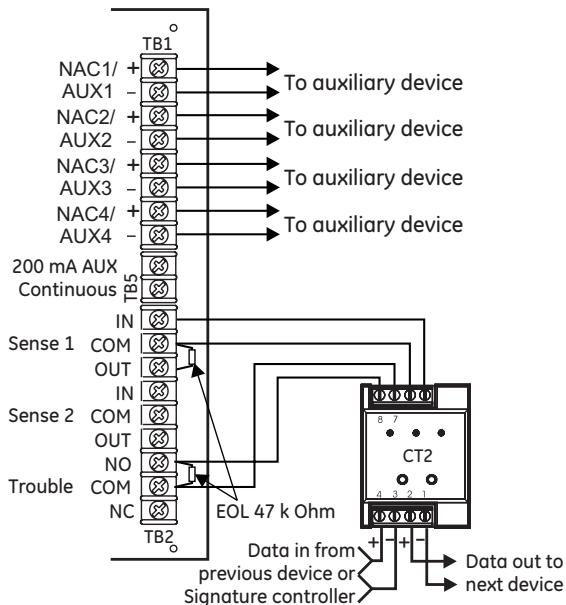 TB1
NAC1/ +
AUX1 –
To auxiliary device
NAC2/ +
AUX2 –
To auxiliary device
NAC3/ +
AUX3 –
To auxiliary device
NAC4/ +
AUX4 –
To auxiliary device
200 mA AUX
Continuous
TB5
IN
Sense 1 COM
OUT
IN
Sense 2 COM
OUT
NO
Trouble COM
NC
TB2
EOL 47 k Ohm
8 7
CT2
4 3 2 1
+ – + –
Data in from
previous device or
Signature controller
Data out to
next device